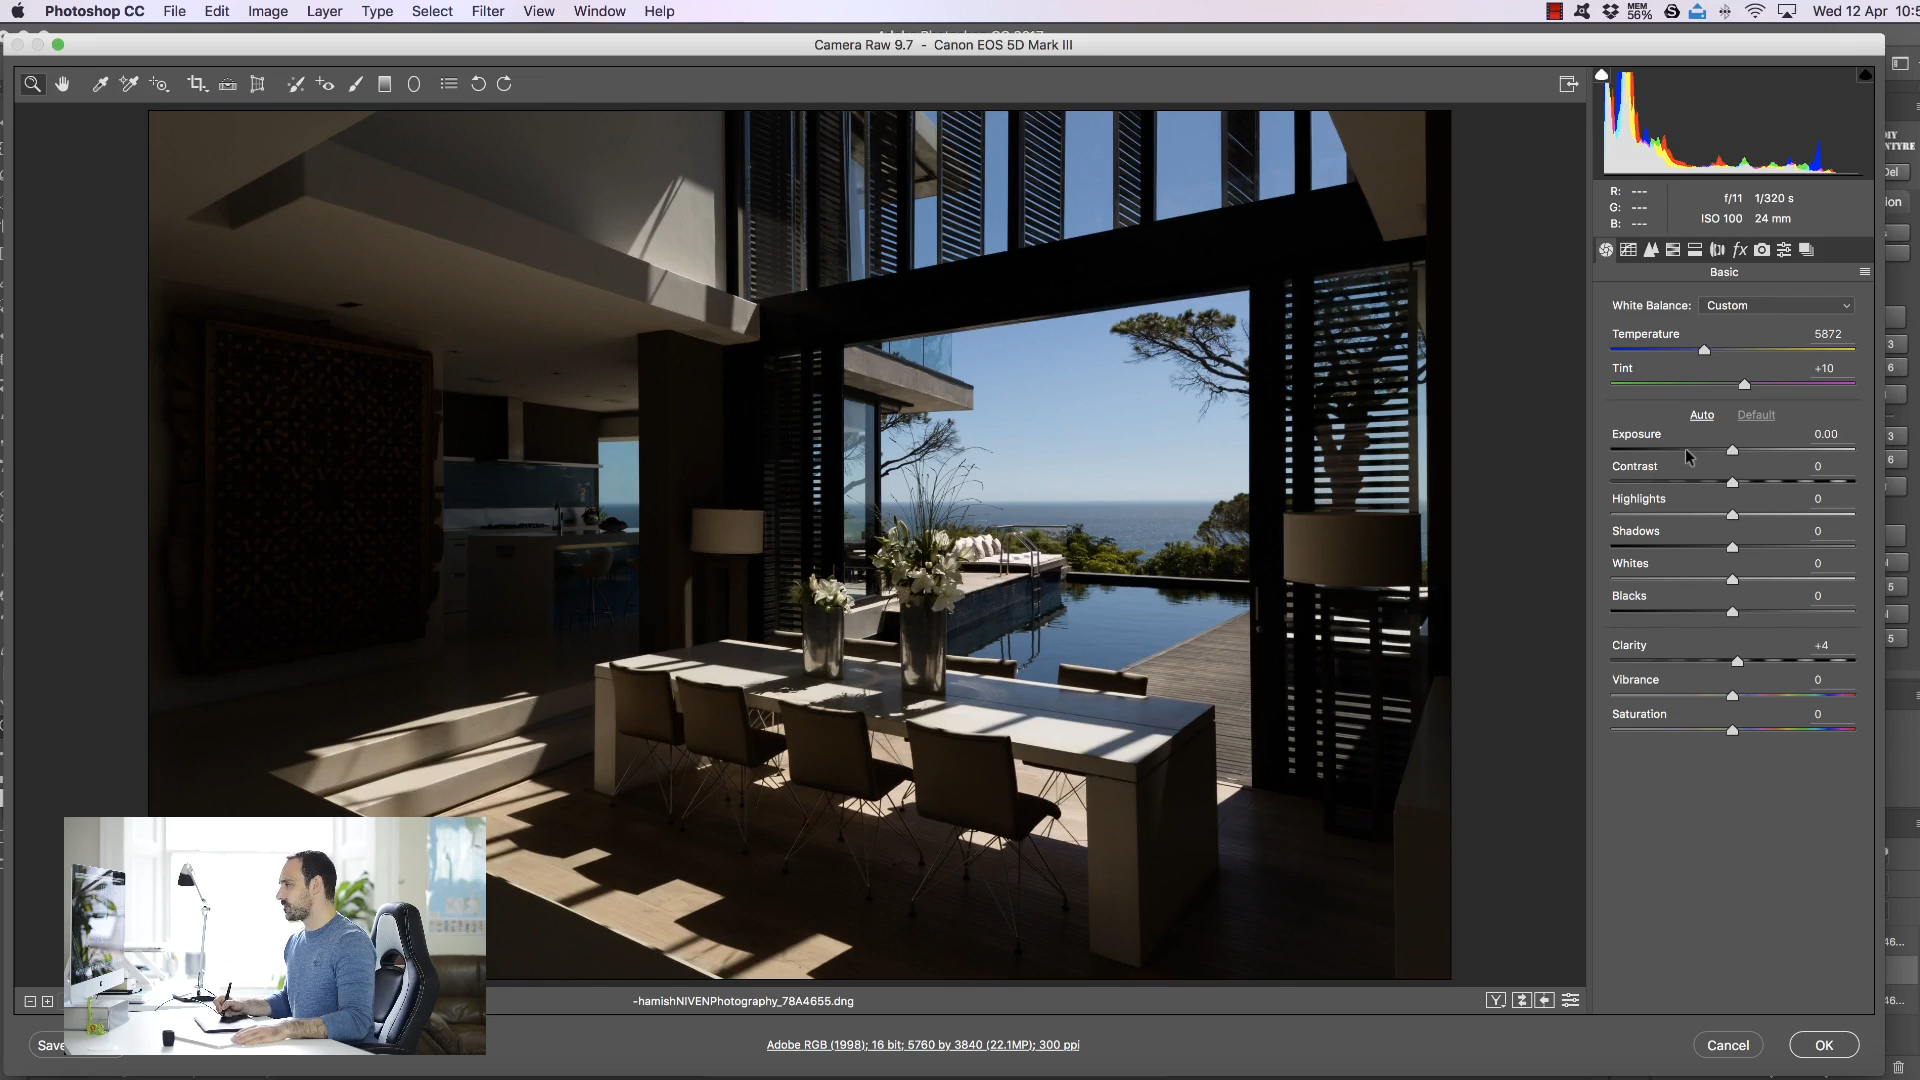 Photoshop CC File Edit Image Layer Type Select Filter View Window Help
MEM
56%
Wed 12 Apr
Camera Raw 9.7 - Canon EOS 5D Mark III
R: ---
G: ---
B: ---
f/11 1/320 s
ISO 100 24 mm
Basic
White Balance: Custom
Temperature 5872
Tint +10
Auto Default
Exposure 0.00
Contrast 0
Highlights 0
Shadows 0
Whites 0
Blacks 0
Clarity +4
Vibrance 0
Saturation 0
-hamishNIVENPhotography_78A4655.dng
Adobe RGB (1998); 16 bit; 5760 by 3840 (22.1MP); 300 ppi
Save
Cancel
OK